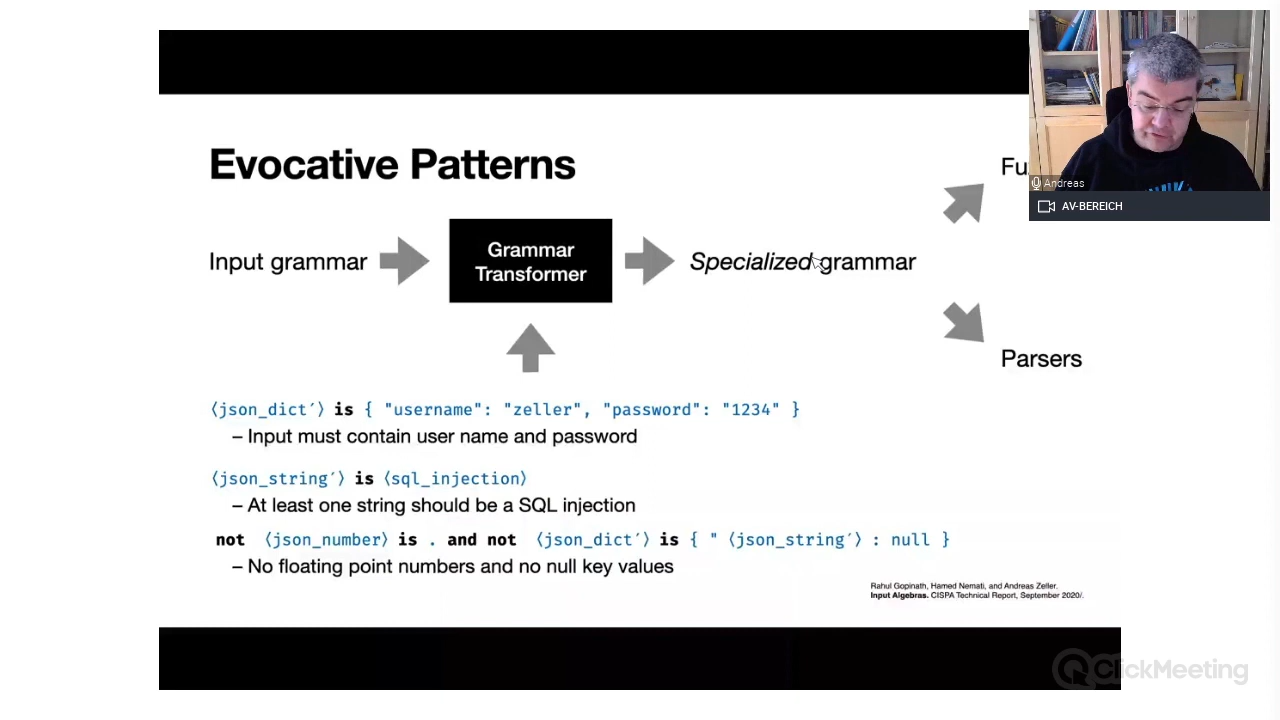 Evocative Patterns
Input grammar
Grammar
Transformer
Specialized grammar
Fu
Parsers
⟨json_dict′⟩ is { "username": "zeller", "password": "1234" }
– Input must contain user name and password
⟨json_string′⟩ is ⟨sql_injection⟩
– At least one string should be a SQL injection
not ⟨json_number⟩ is . and not ⟨json_dict′⟩ is { " ⟨json_string′⟩ : null }
– No floating point numbers and no null key values
Rahul Gopinath, Hamed Nemati, and Andreas Zeller.
Input Algebras. CISPA Technical Report, September 2020/.
Andreas
AV-BEREICH
ClickMeeting